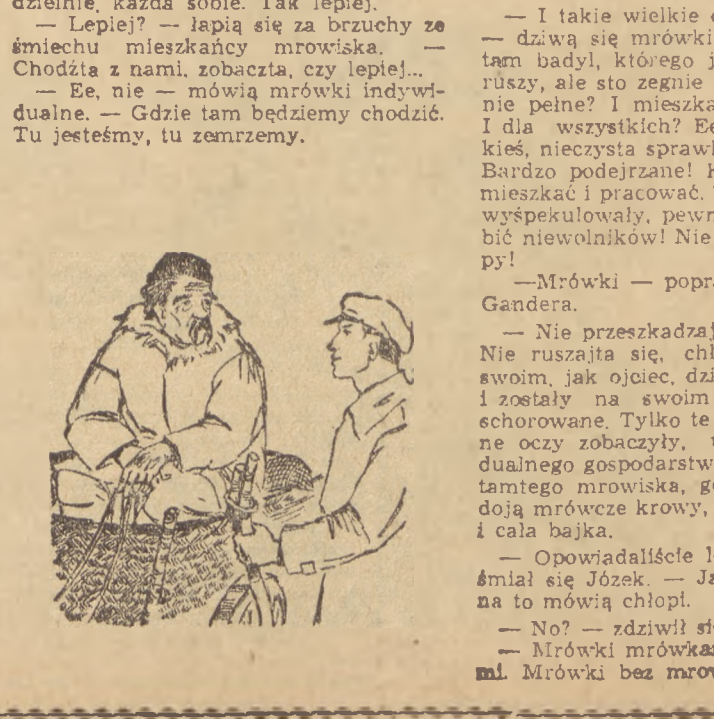 dzielnie, każda sobie. Tak lepiej.
— Lepiej? — łapią się za brzuchy ze
śmiechu mieszkańcy mrowiska. —
Chodźta z nami, zobaczta, czy lepiej...
— Ee, nie — mówią mrówki indywi-
dualne. — Gdzie tam będziemy chodzić.
Tu jesteśmy, tu zemrzemy.
— I takie wielkie
— dziwą się mrówki
tam badyl, którego
ruszy, ale sto zegnie
nie pełne? I mieszka
I dla wszystkich?
kieś, nieczysta spraw
Bardzo podejrzane!
mieszkać i pracować.
wyśpekulowały, pewn
bić niewolników! Nie
py!
—Mrówki — popr
Gandera.
— Nie przeszkadzaj
Nie ruszajta się, chł
swoim, jak ojciec, dzi
i zostały na swoim
schorowane. Tylko te
ne oczy zobaczyły,
dualnego gospodarstw
tamtego mrowiska,
doją mrówcze krowy,
i cała bajka.
— Opowiadaliście
śmiał się Józek. —
na to mówią chłopi.
— No? — zdziwił
— Mrówki mrówka
mi. Mrówki bez mrow